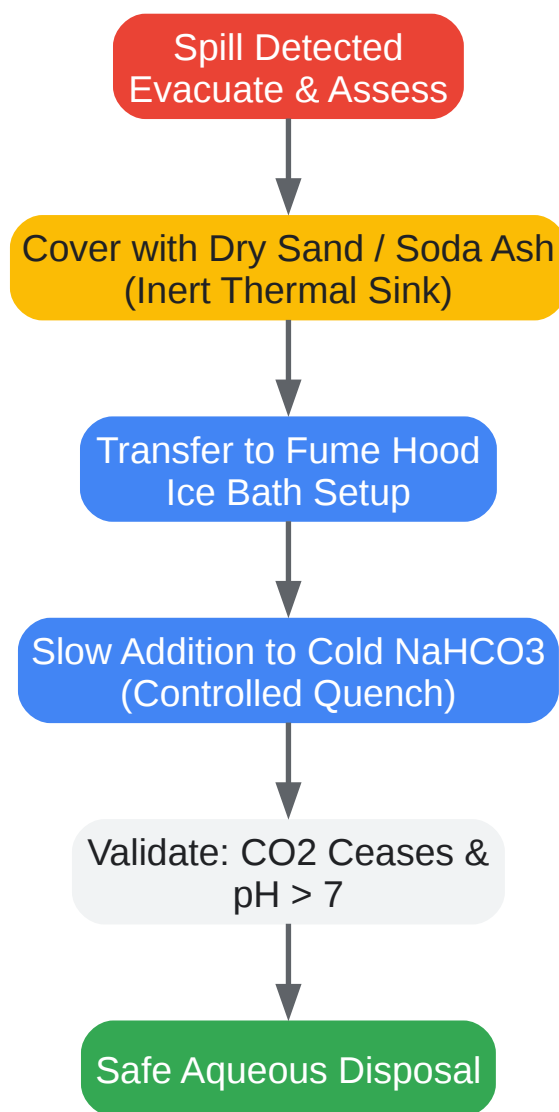 Spill Detected
Evacuate & Assess
Cover with Dry Sand / Soda Ash
(Inert Thermal Sink)
Transfer to Fume Hood
Ice Bath Setup
Slow Addition to Cold NaHCO3
(Controlled Quench)
Validate: CO2 Ceases &
pH > 7
Safe Aqueous Disposal